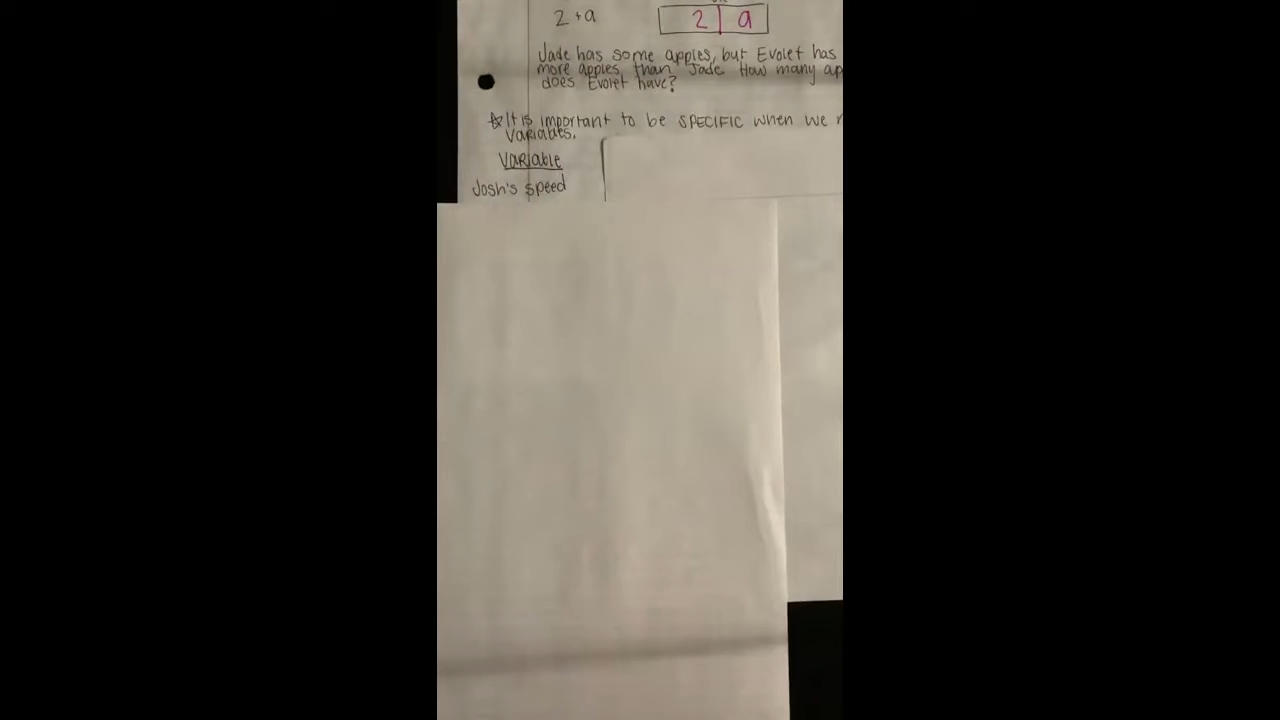 2 + a
2 a
Jade has some apples, but Evolet has
more apples than Jade. How many
does Evolet have?
☆ It is important to be SPECIFIC when we
variables.
Variable
Josh's speed